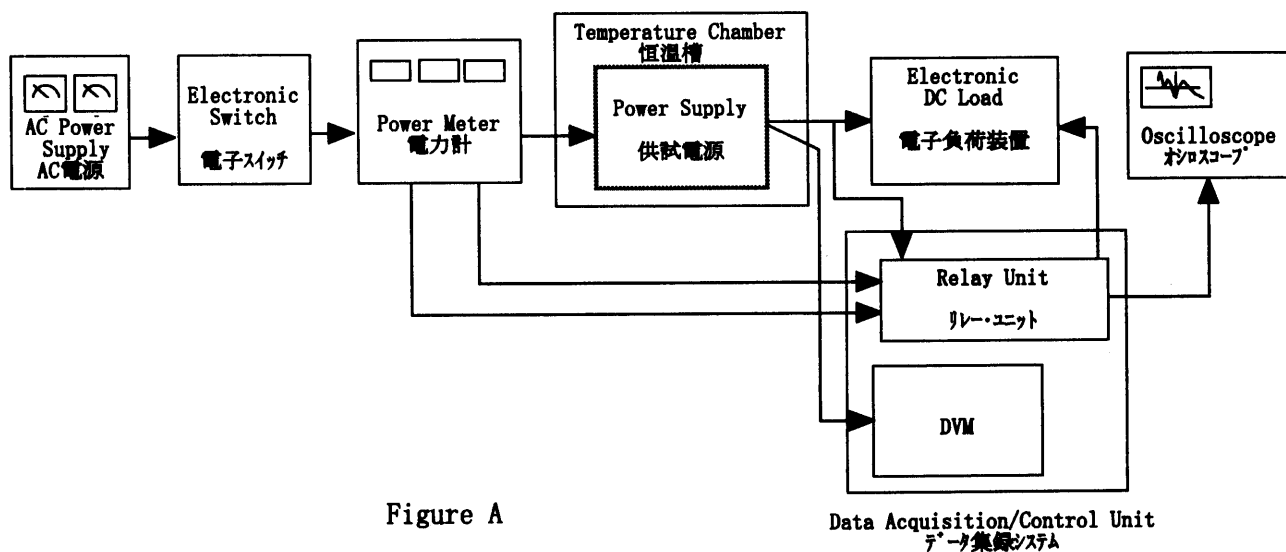 AC Power
Supply
AC電源
Electronic
Switch
電子スイッチ
Power Meter
電力計
Temperature Chamber
恒温槽
Power Supply
供試電源
Electronic
DC Load
電子負荷装置
Oscilloscope
オシロスコープ
Relay Unit
リレー・ユニット
DVM
Data Acquisition/Control Unit
データ集録システム
Figure A